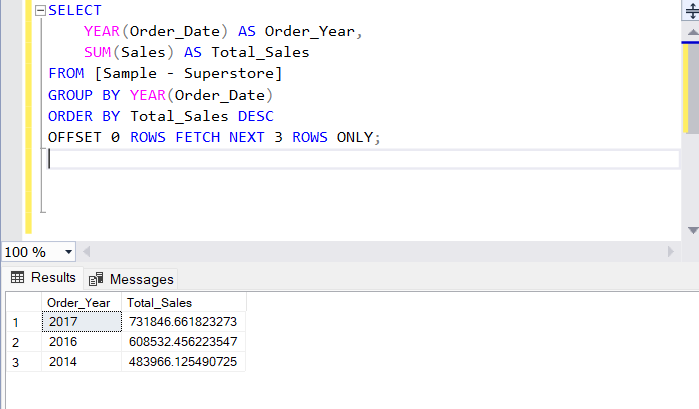 SELECT
YEAR(Order_Date) AS Order_Year,
SUM(Sales) AS Total_Sales
FROM [Sample - Superstore]
GROUP BY YEAR(Order_Date)
ORDER BY Total_Sales DESC
OFFSET 0 ROWS FETCH NEXT 3 ROWS ONLY;
100 %
Results Messages
Order_Year Total_Sales
1 2017 731846.661823273
2 2016 608532.456223547
3 2014 483966.125490725